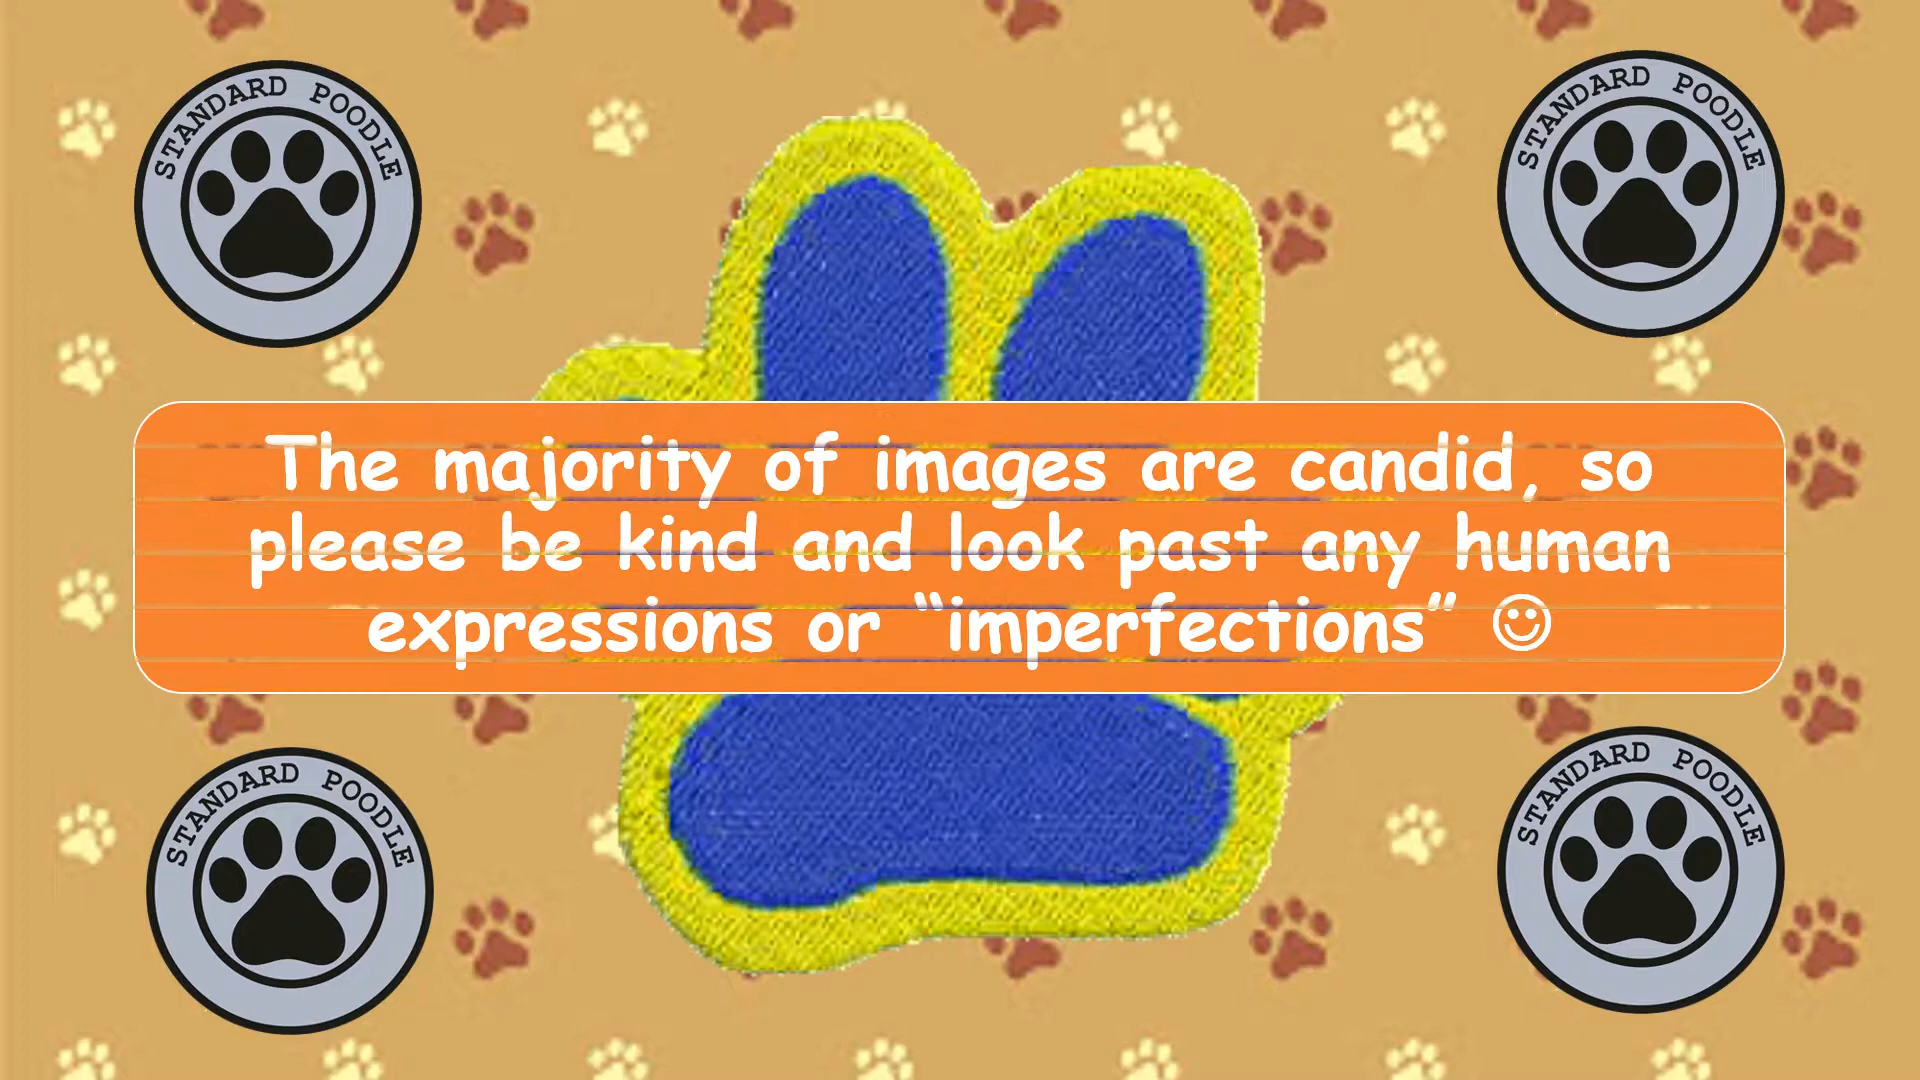 STANDARD POODLE
STANDARD POODLE
The majority of images are candid, so
please be kind and look past any human
expressions or “imperfections” ☺
STANDARD POODLE
STANDARD POODLE